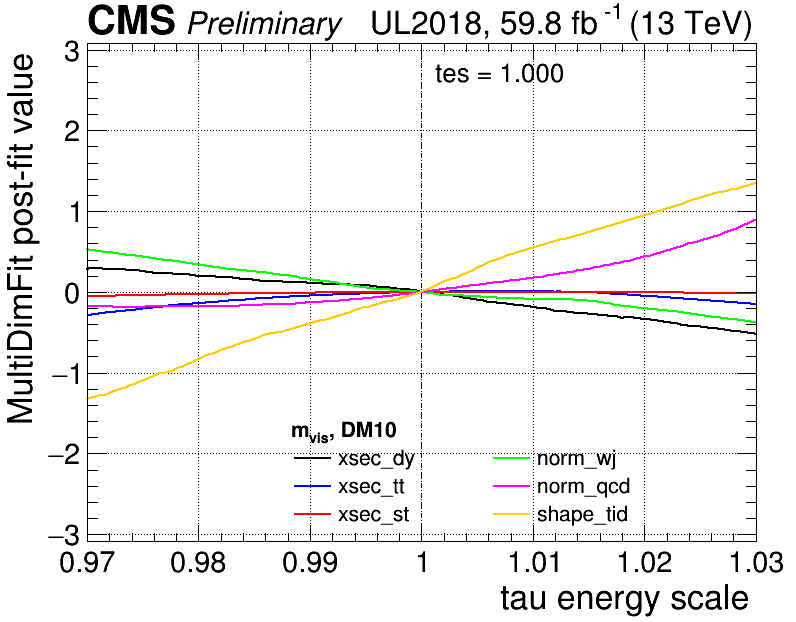 CMS Preliminary UL2018, 59.8 fb⁻¹ (13 TeV)
MultiDimFit post-fit value
3
2
1
0
−1
−2
−3
tes = 1.000
m_vis, DM10
xsec_dy norm_wj
xsec_tt norm_qcd
xsec_st shape_tid
0.97 0.98 0.99 1 1.01 1.02 1.03
tau energy scale